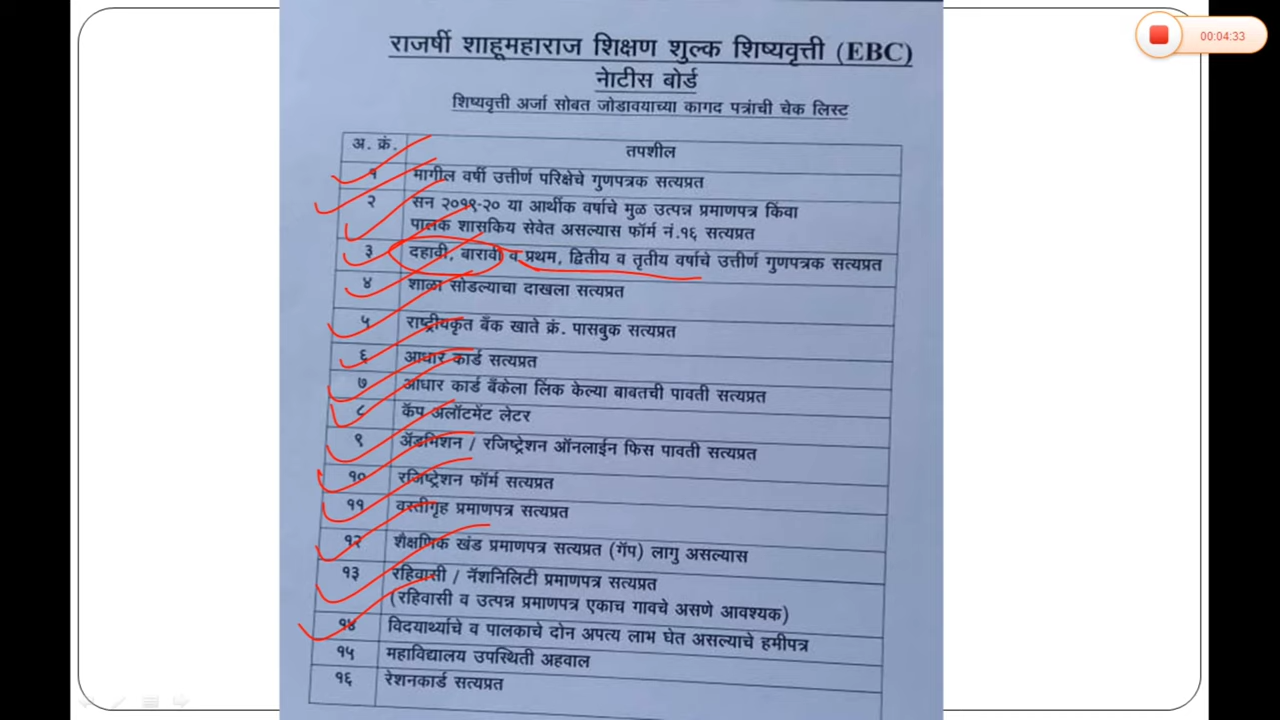 राजर्षी शाहूमहाराज शिक्षण शुल्क शिष्यवृत्ती (EBC)
नोटीस बोर्ड
शिष्यवृत्ती अर्जा सोबत जोडावयाच्या कागद पत्रांची चेक लिस्ट
अ. क्रं. तपशील
१ मागील वर्षी उत्तीर्ण परिक्षेचे गुणपत्रक सत्यप्रत
२ सन २०१९-२० या आर्थीक वर्षाचे मुळ उत्पन्न प्रमाणपत्र किंवा
पालक शासकिय सेवेत असल्यास फॉर्म नं.१६ सत्यप्रत
३ दहावी, बारावी व प्रथम, द्वितीय व तृतीय वर्षाचे उत्तीर्ण गुणपत्रक सत्यप्रत
४ शाळा सोडल्याचा दाखला सत्यप्रत
५ राष्ट्रीयकृत बँक खाते क्रं. पासबुक सत्यप्रत
६ आधार कार्ड सत्यप्रत
७ आधार कार्ड बँकेला लिंक केल्या बाबतची पावती सत्यप्रत
८ कॅप अलॉटमेंट लेटर
९ ॲडमिशन / रजिष्ट्रेशन ऑनलाईन फिस पावती सत्यप्रत
१० रजिष्ट्रेशन फॉर्म सत्यप्रत
११ वस्तीगृह प्रमाणपत्र सत्यप्रत
१२ शैक्षणिक खंड प्रमाणपत्र सत्यप्रत (गॅप) लागु असल्यास
१३ रहिवासी / नॅशनिलिटी प्रमाणपत्र सत्यप्रत
(रहिवासी व उत्पन्न प्रमाणपत्र एकाच गावचे असणे आवश्यक)
१४ विदयार्थ्याचे व पालकाचे दोन अपत्य लाभ घेत असल्याचे हमीपत्र
१५ महाविद्यालय उपस्थिती अहवाल
१६ रेशनकार्ड सत्यप्रत
00:04:33